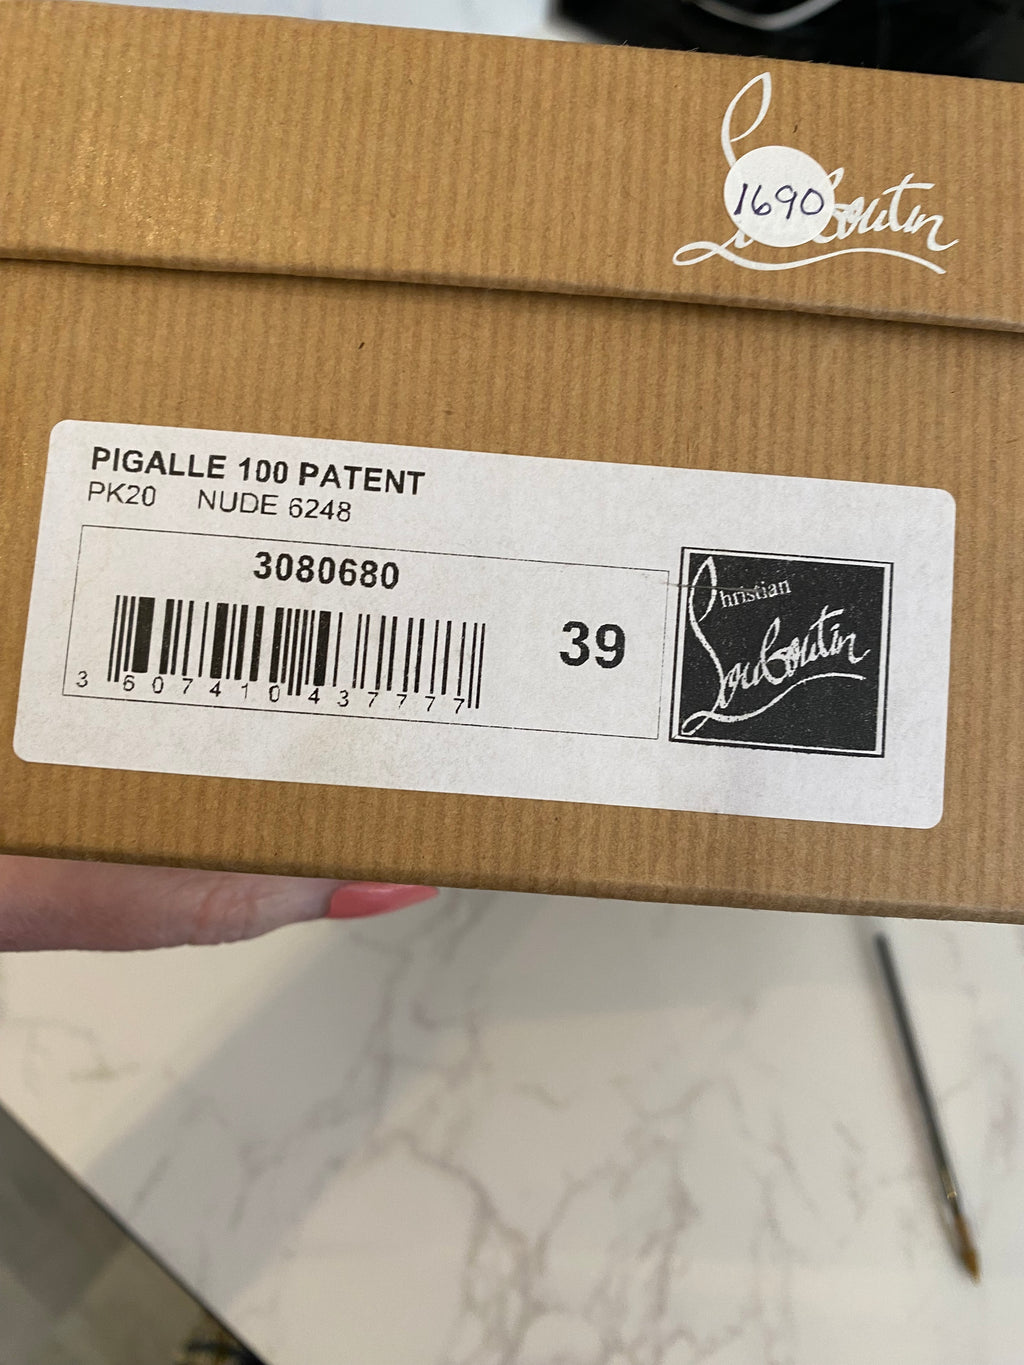 Louboutin
1690
PIGALLE 100 PATENT
PK20 NUDE 6248
3080680
3 607410 437777
39
Christian
Louboutin